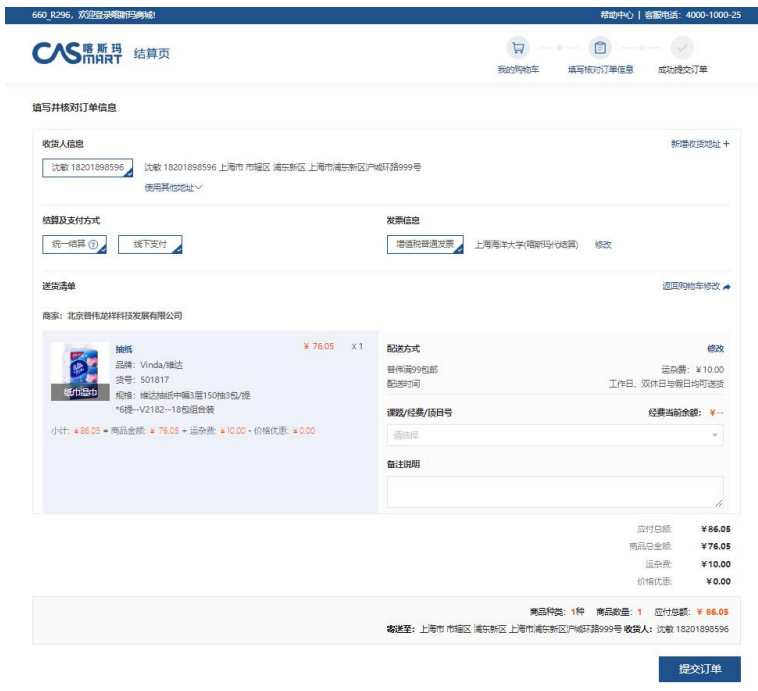 660_R296，欢迎登录喀斯玛商城!
帮助中心 | 客服电话：4000-1000-25
CASMART 喀斯玛 结算页
我的购物车 填写核对订单信息 成功提交订单
填写并核对订单信息
收货人信息 新增收货地址 +
沈敏 18201898596 沈敏 18201898596 上海市 市辖区 浦东新区 上海市浦东新区沪城环路999号
使用其他地址
结算及支付方式 发票信息
统一结算 ? 线下支付 增值税普通发票 上海海洋大学(喀斯玛代结算) 修改
送货清单 返回购物车修改
商家：北京普伟龙祥科技发展有限公司
抽纸 ¥ 76.05 X 1
品牌：Vinda/维达
货号：501817
规格：维达抽纸中幅3层150抽3包/提
*6提--V2182--18包组合装
纸巾湿巾
小计：¥86.05 = 商品金额：¥ 76.05 + 运杂费：¥10.00 - 价格优惠：¥0.00
配送方式 修改
普伟满99包邮 运杂费：¥10.00
配送时间 工作日、双休日与假日均可送货
课题/经费/项目号 经费当前余额：¥--
请选择
备注说明
应付总额: ¥86.05
商品总金额: ¥76.05
运杂费: ¥10.00
价格优惠: ¥0.00
商品种类：1种 商品数量：1 应付总额：¥ 86.05
寄送至：上海市 市辖区 浦东新区 上海市浦东新区沪城环路999号 收货人：沈敏 18201898596
提交订单